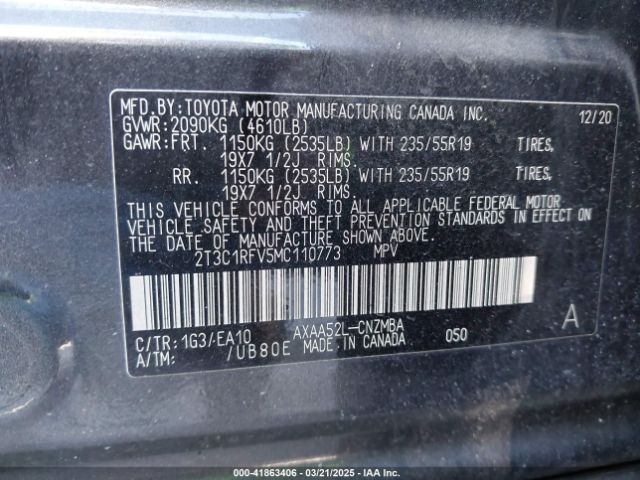 MFD.BY:TOYOTA MOTOR MANUFACTURING CANADA INC. 12/20
GVWR:2090KG (4610LB)
GAWR:FRT. 1150KG (2535LB) WITH 235/55R19 TIRES,
19X7 1/2J RIMS.
RR. 1150KG (2535LB) WITH 235/55R19 TIRES,
19X7 1/2J RIMS.
THIS VEHICLE CONFORMS TO ALL APPLICABLE FEDERAL MOTOR
VEHICLE SAFETY AND THEFT PREVENTION STANDARDS IN EFFECT ON
THE DATE OF MANUFACTURE SHOWN ABOVE.
2T3C1RFV5MC110773 MPV
C/TR:1G3/-EA10 AXAA52L-CNZMBA A
A/TM: /UB80E MADE IN CANADA 050
000-41863406 — 03/21/2025 — IAAI.COM